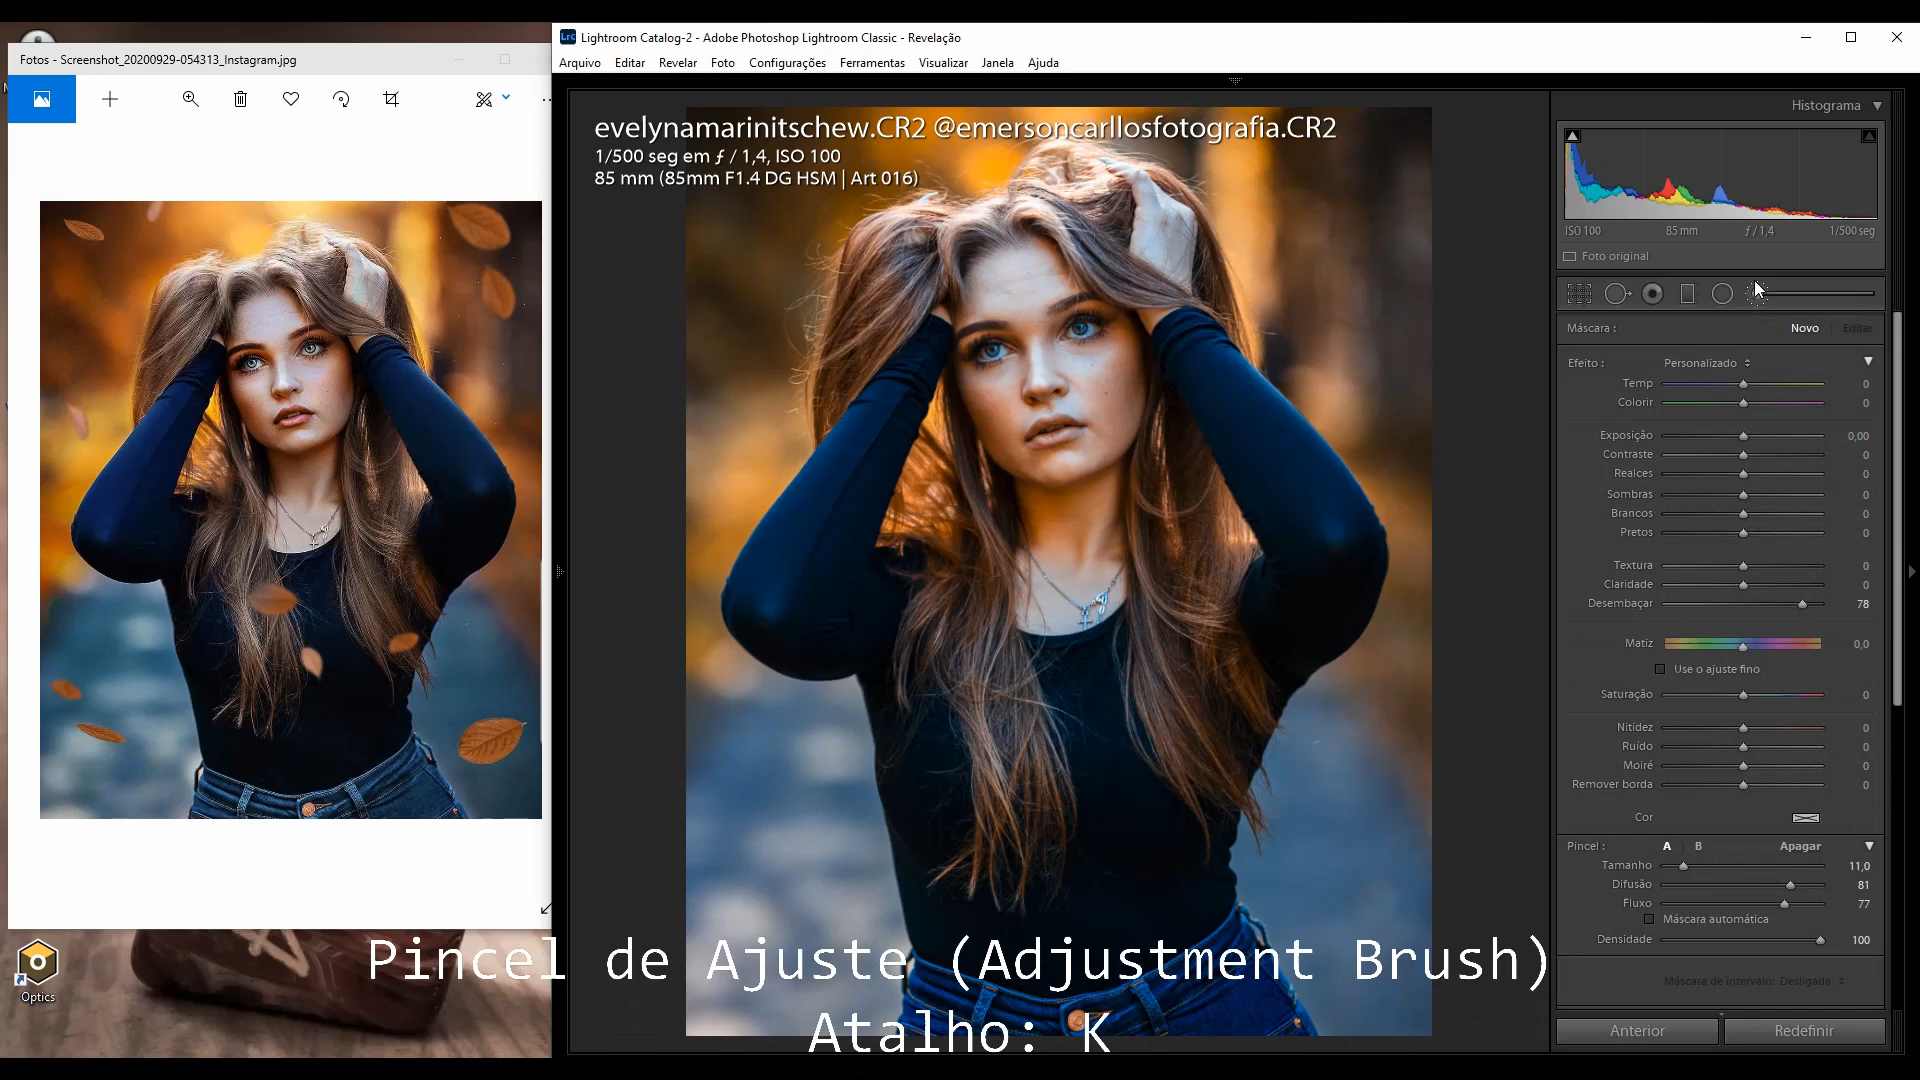 Fotos - Screenshot_20200929-054313_Instagram.jpg
Optics
Lightroom Catalog-2 - Adobe Photoshop Lightroom Classic - Revelação
Arquivo Editar Revelar Foto Configurações Ferramentas Visualizar Janela Ajuda
evelynamarinitschew.CR2 @emersoncarllosfotografia.CR2
1/500 seg em ƒ / 1,4, ISO 100
85 mm (85mm F1.4 DG HSM | Art 016)
Histograma
ISO 100 85 mm ƒ / 1,4 1/500 seg
Foto original
Máscara : Novo Editar
Efeito : Personalizado
Temp 0
Colorir 0
Exposição 0,00
Contraste 0
Realces 0
Sombras 0
Brancos 0
Pretos 0
Textura 0
Claridade 0
Desembaçar 78
Matiz 0,0
Use o ajuste fino
Saturação 0
Nitidez 0
Ruído 0
Moiré 0
Remover borda 0
Cor
Pincel : A B Apagar
Tamanho 11,0
Difusão 81
Fluxo 77
Máscara automática
Densidade 100
Máscara de intervalo: Desligada
Anterior Redefinir
Pincel de Ajuste (Adjustment Brush)
Atalho: K